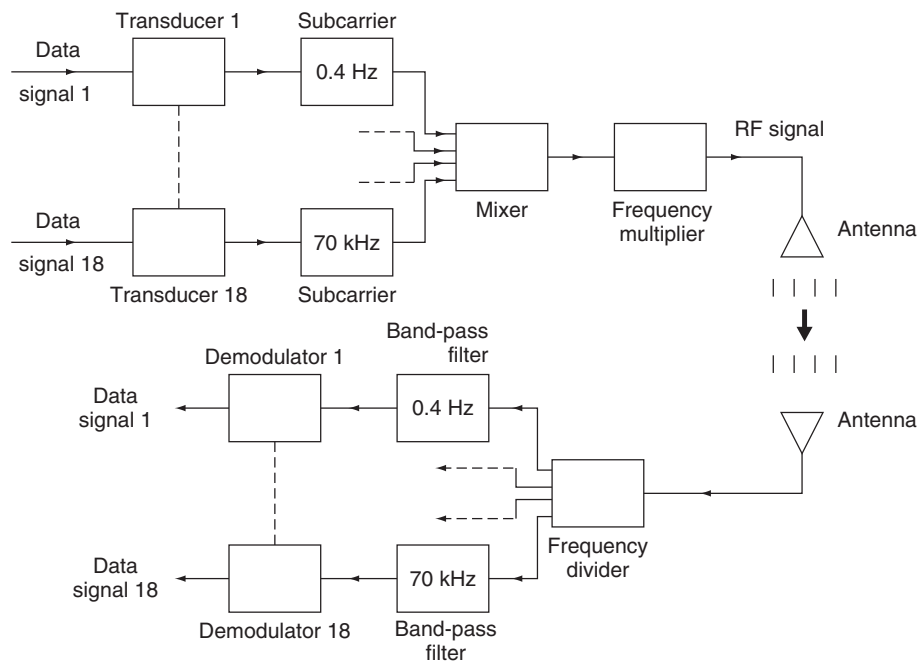 Transducer 1
Subcarrier
Data
signal 1
0.4 Hz
RF signal
Mixer
Frequency
multiplier
Antenna
Data
signal 18
70 kHz
Transducer 18
Subcarrier
Band-pass
filter
Demodulator 1
Data
signal 1
0.4 Hz
Antenna
Frequency
divider
Data
signal 18
70 kHz
Demodulator 18
Band-pass
filter